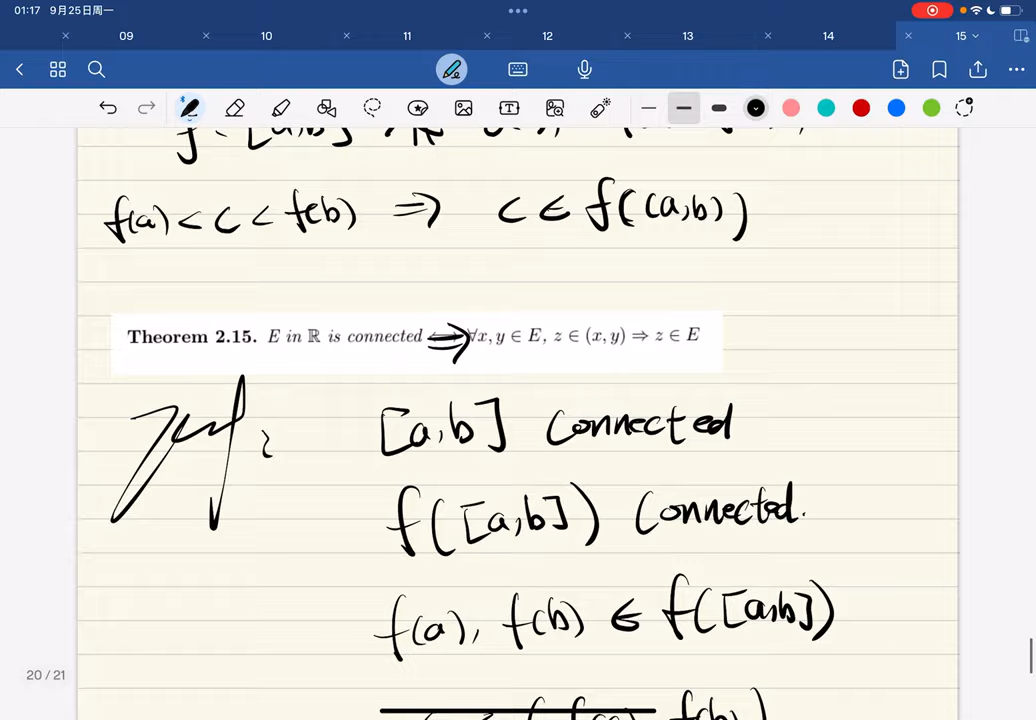 01:17 9月25日周一
09 10 11 12 13 14 15
f : [a,b] → R
f(a) < c < f(b) ⇒ c ∈ f((a,b))
Theorem 2.15. E in ℝ is connected ⇒ ∀x, y ∈ E, z ∈ (x, y) ⇒ z ∈ E
[a,b] connected
f([a,b]) connected.
f(a), f(b) ∈ f([a,b])
f(b)
20 / 21